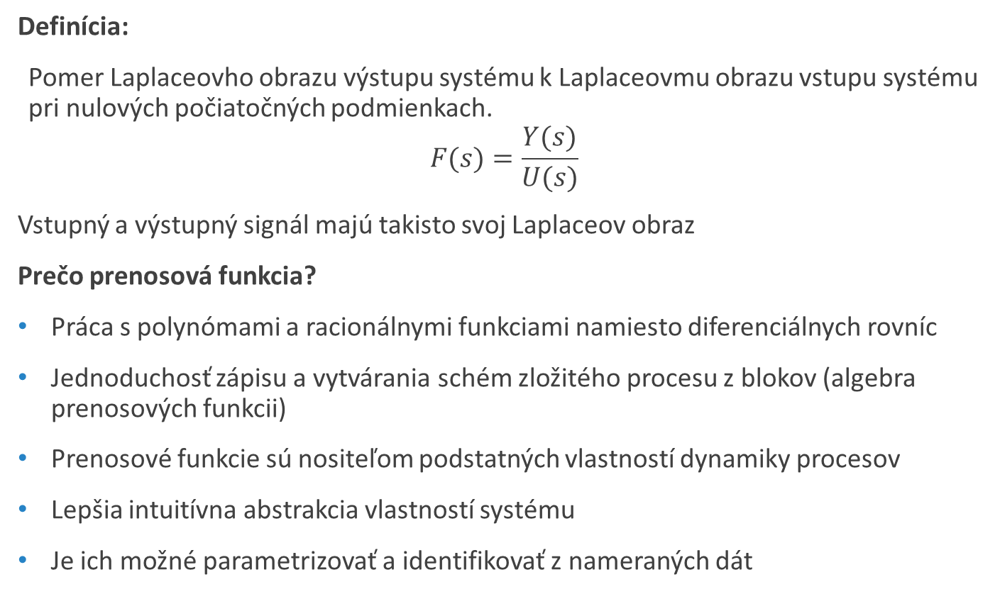 Definícia:
Pomer Laplaceovho obrazu výstupu systému k Laplaceovmu obrazu vstupu systému
pri nulových počiatočných podmienkach.
F(s) = Y(s) / U(s)
Vstupný a výstupný signál majú takisto svoj Laplaceov obraz
Prečo prenosová funkcia?
• Práca s polynómami a racionálnymi funkciami namiesto diferenciálnych rovníc
• Jednoduchosť zápisu a vytvárania schém zložitého procesu z blokov (algebra
prenosových funkcii)
• Prenosové funkcie sú nositeľom podstatných vlastností dynamiky procesov
• Lepšia intuitívna abstrakcia vlastností systému
• Je ich možné parametrizovať a identifikovať z nameraných dát